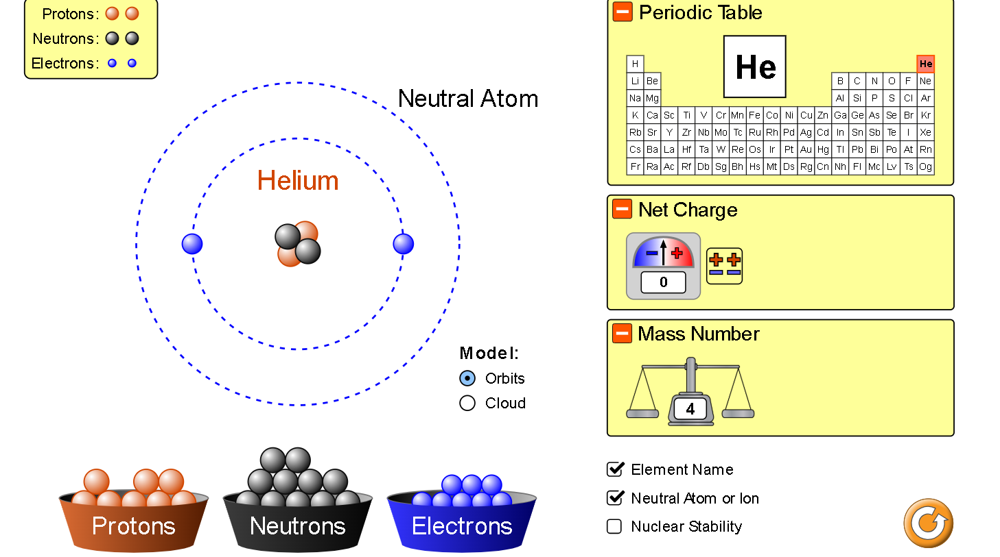 Protons:
Neutrons:
Electrons:
Neutral Atom
Helium
Model:
Orbits
Cloud
Protons
Neutrons
Electrons
Periodic Table
He
H He
Li Be B C N O F Ne
Na Mg Al Si P S Cl Ar
K Ca Sc Ti V Cr Mn Fe Co Ni Cu Zn Ga Ge As Se Br Kr
Rb Sr Y Zr Nb Mo Tc Ru Rh Pd Ag Cd In Sn Sb Te I Xe
Cs Ba La Hf Ta W Re Os Ir Pt Au Hg Tl Pb Bi Po At Rn
Fr Ra Ac Rf Db Sg Bh Hs Mt Ds Rg Cn Nh Fl Mc Lv Ts Og
Net Charge
- +
0
+ +
- -
Mass Number
4
Element Name
Neutral Atom or Ion
Nuclear Stability